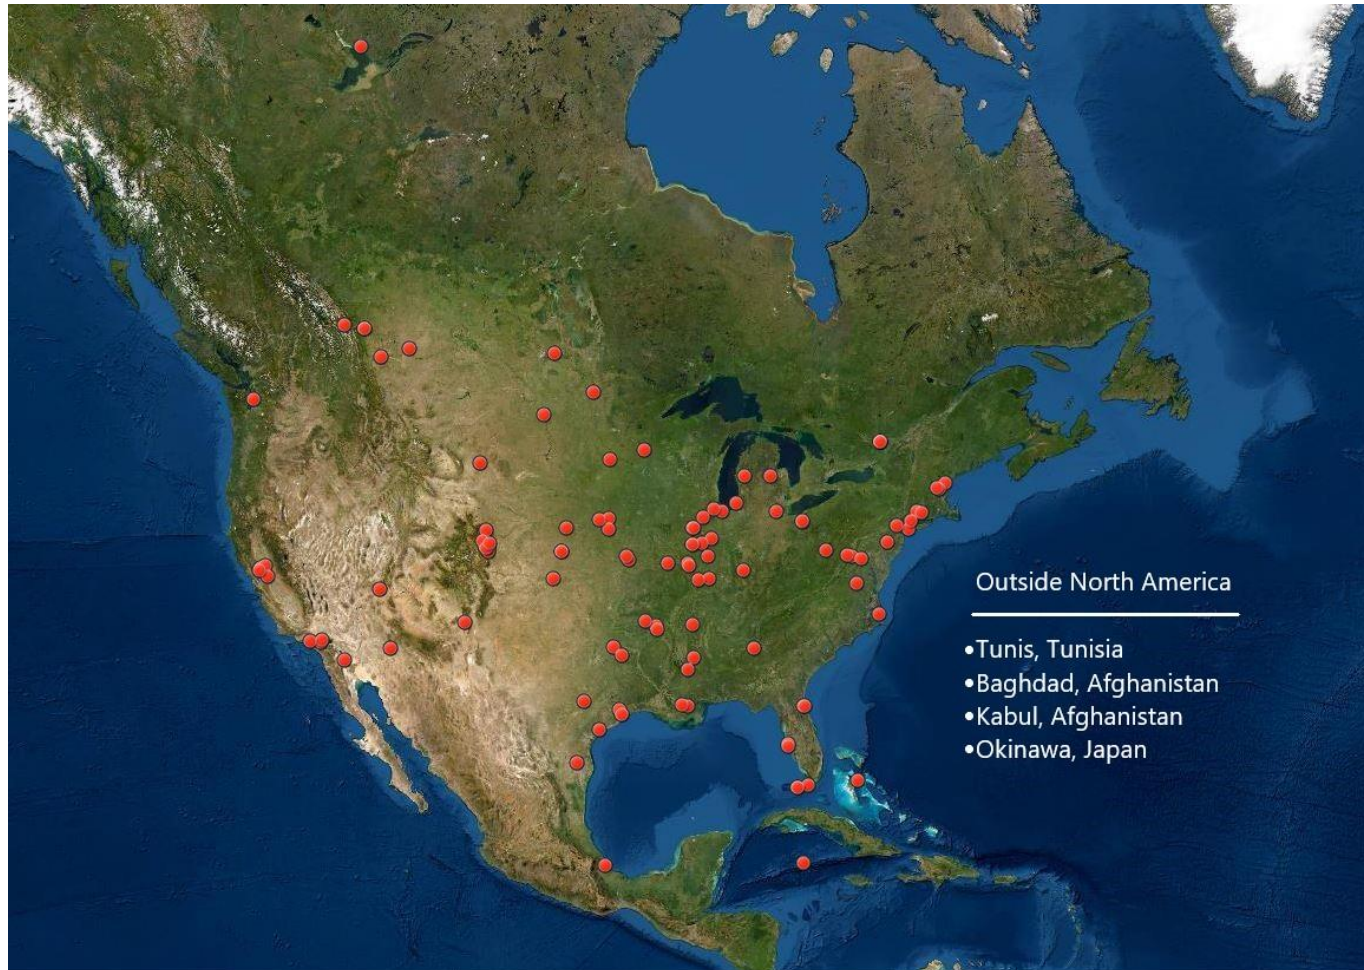 Outside North America
•Tunis, Tunisia
•Baghdad, Afghanistan
•Kabul, Afghanistan
•Okinawa, Japan